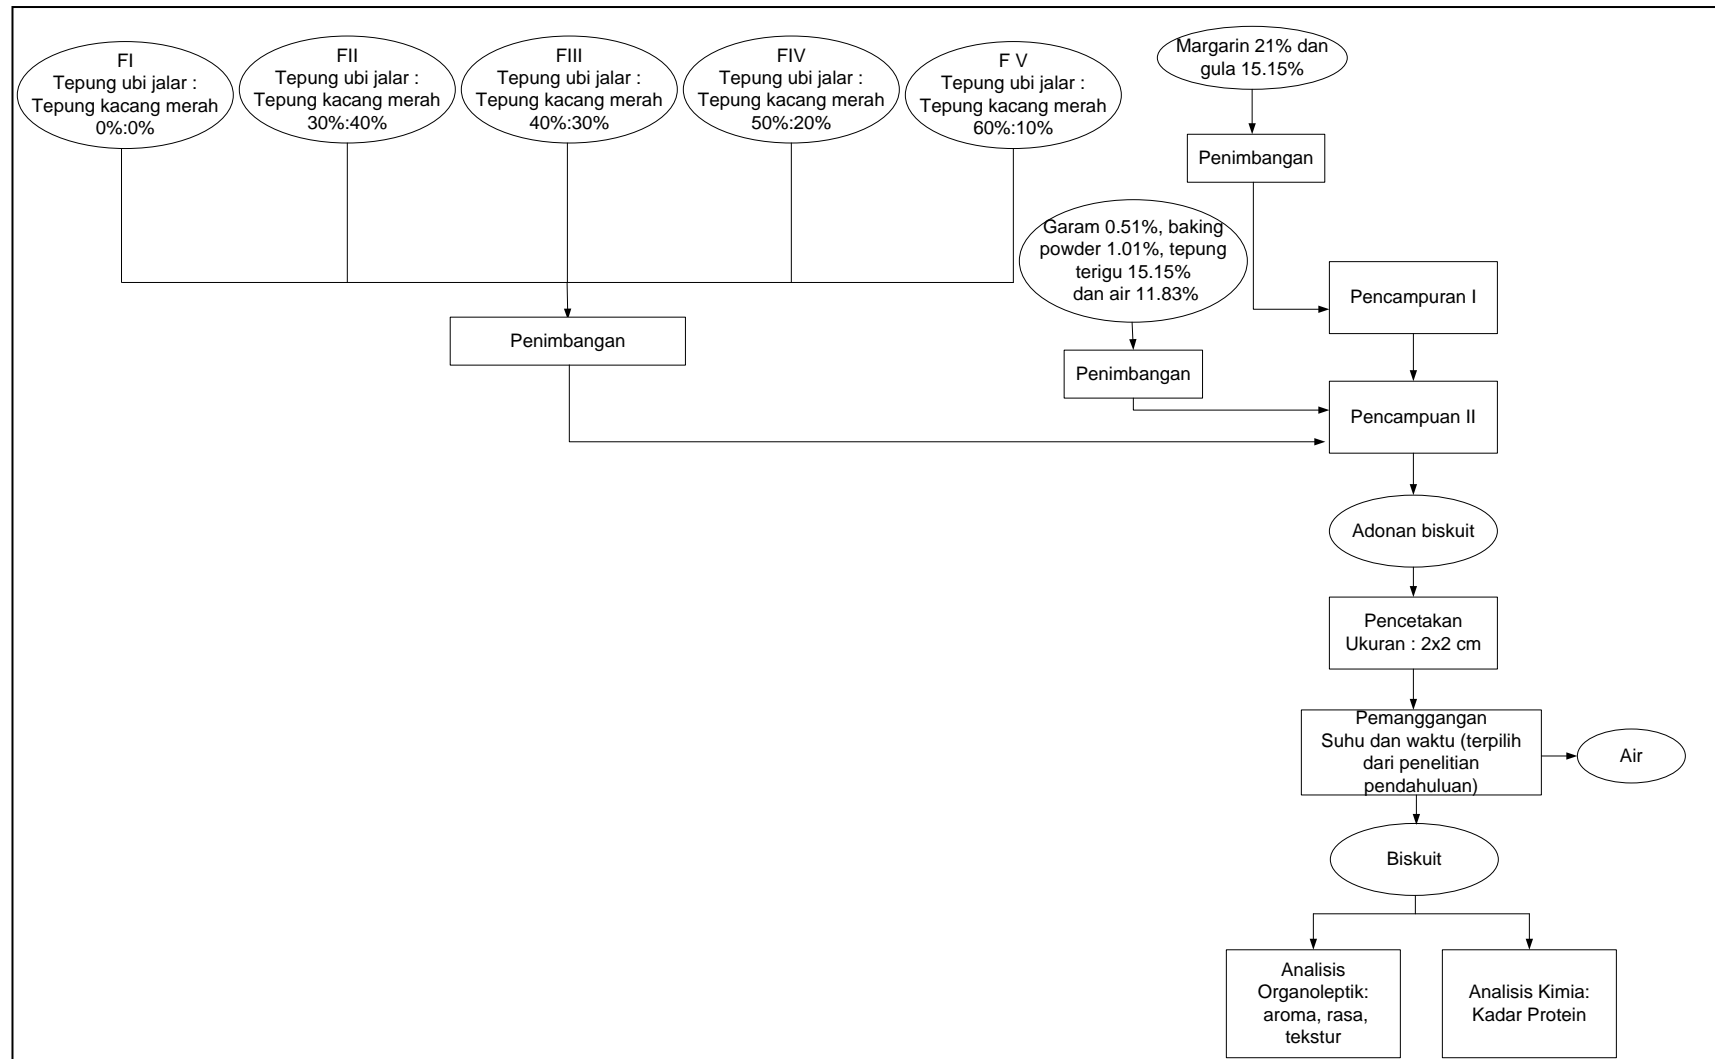 FI
Tepung ubi jalar :
Tepung kacang merah
0%:0%
FII
Tepung ubi jalar :
Tepung kacang merah
30%:40%
FIII
Tepung ubi jalar :
Tepung kacang merah
40%:30%
FIV
Tepung ubi jalar :
Tepung kacang merah
50%:20%
F V
Tepung ubi jalar :
Tepung kacang merah
60%:10%
Margarin 21% dan
gula 15.15%
Penimbangan
Garam 0.51%, baking
powder 1.01%, tepung
terigu 15.15%
dan air 11.83%
Pencampuran I
Penimbangan
Penimbangan
Pencampuan II
Adonan biskuit
Pencetakan
Ukuran : 2x2 cm
Pemanggangan
Suhu dan waktu (terpilih
dari penelitian
pendahuluan)
Air
Biskuit
Analisis
Organoleptik:
aroma, rasa,
tekstur
Analisis Kimia:
Kadar Protein